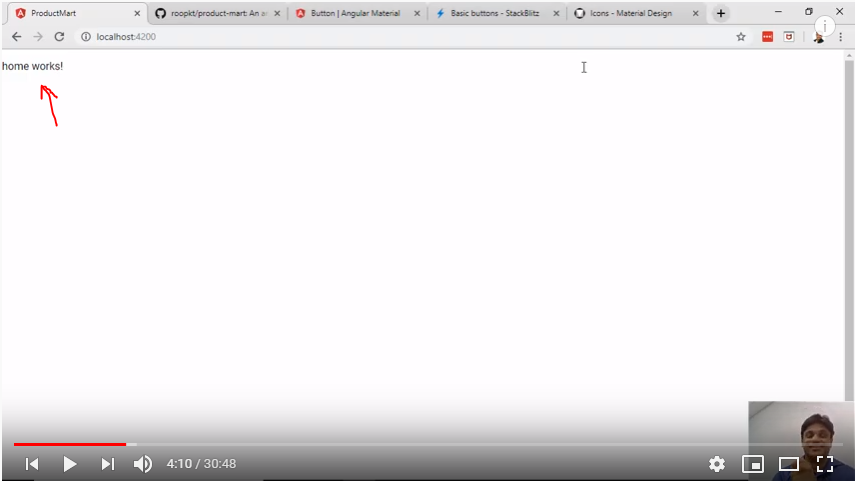 ProductMart
roopkt/product-mart: An a
Button | Angular Material
Basic buttons - StackBlitz
Icons - Material Design
localhost:4200
home works!
4:10 / 30:48